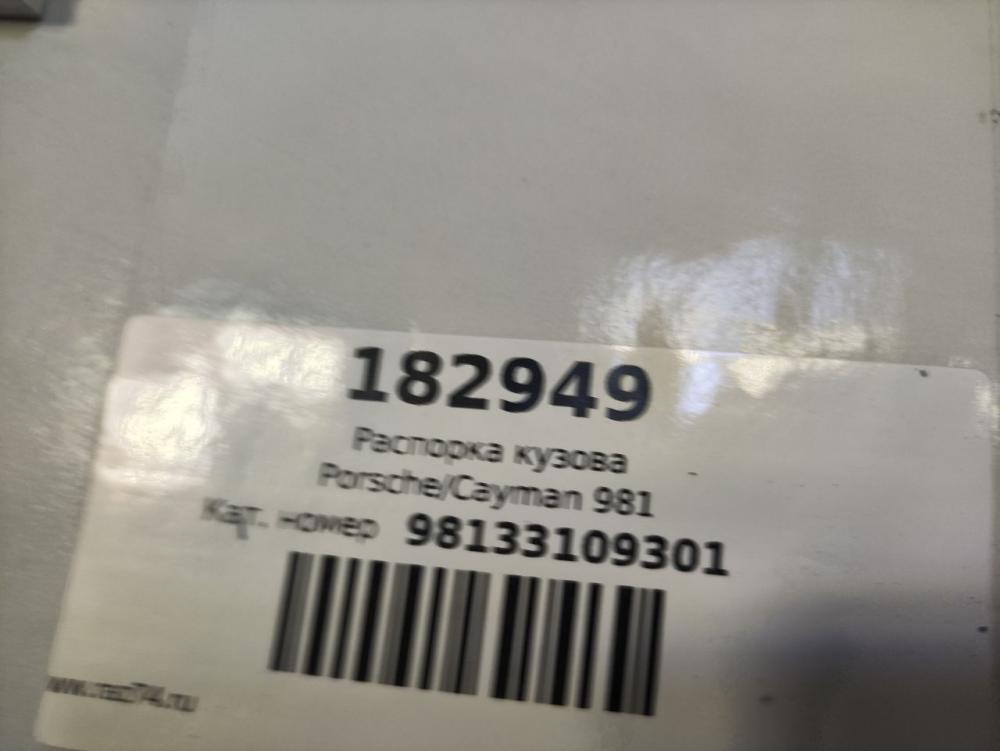 182949
Распорка кузова
Porsche/Cayman 981
Кат. номер 98133109301